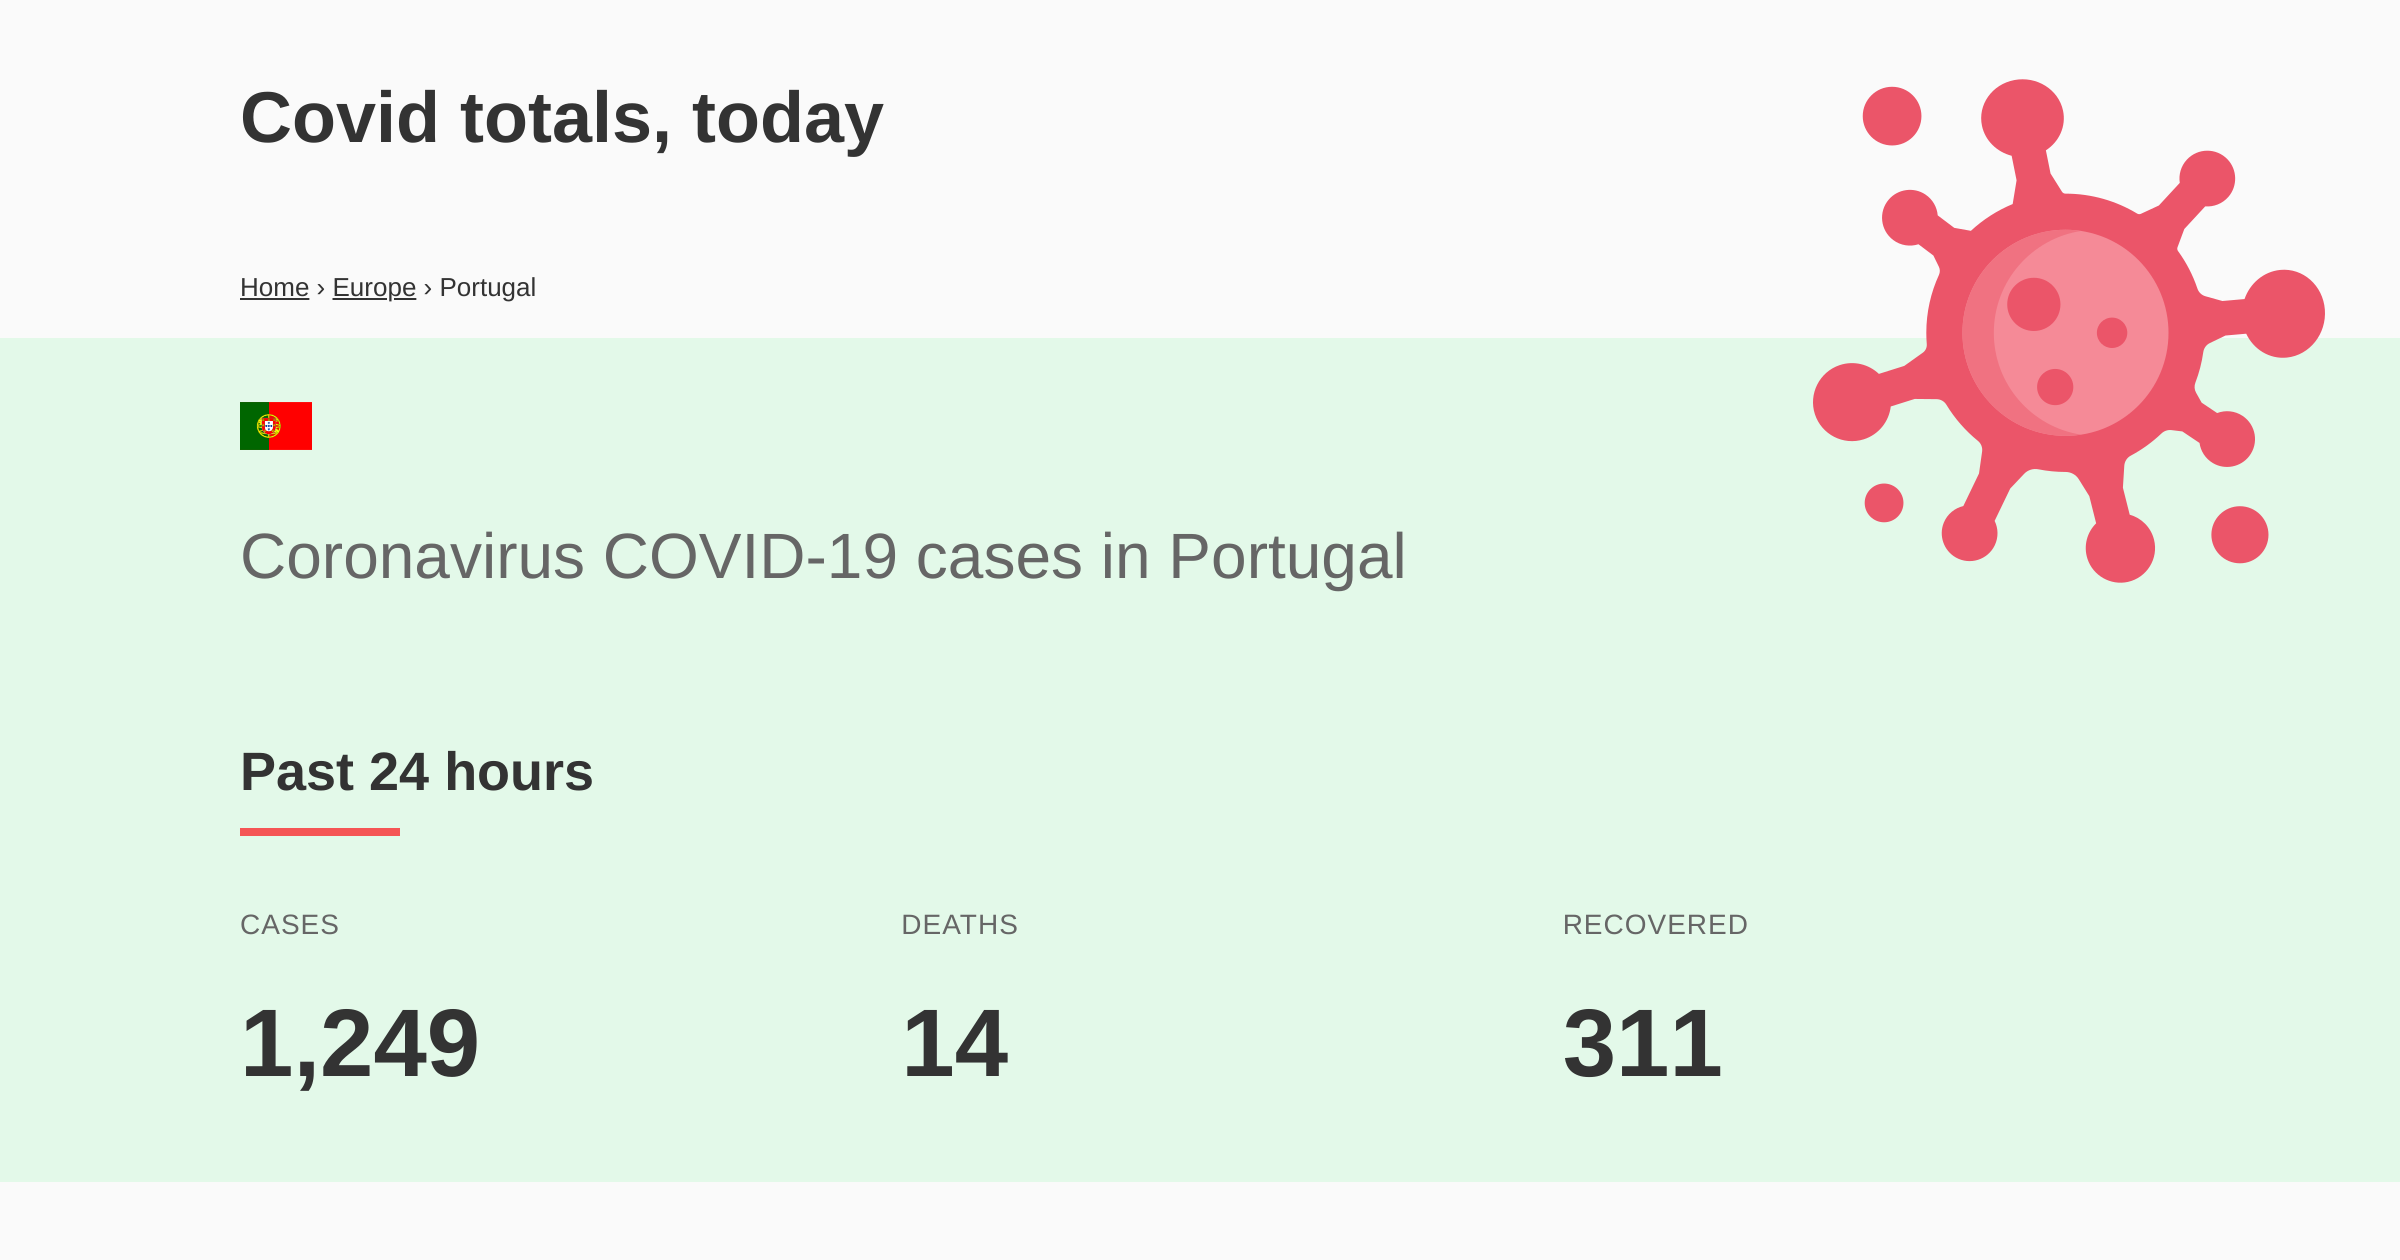 Covid totals, today
Home › Europe › Portugal
Coronavirus COVID-19 cases in Portugal
Past 24 hours
CASES DEATHS RECOVERED
1,249 14 311